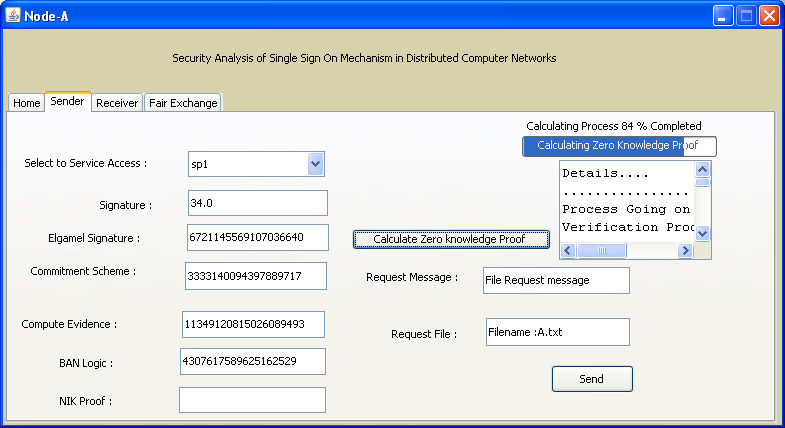 Node-A
Security Analysis of Single Sign On Mechanism in Distributed Computer Networks
Home Sender Receiver Fair Exchange
Calculating Process 84 % Completed
Calculating Zero Knowledge Proof
Select to Service Access : sp1
Details....
................
Process Going on
Verification Proc
Signature : 34.0
Elgamel Signature : 6721145569107036640
Calculate Zero knowledge Proof
Commitment Scheme : 3333140094397889717
Request Message : File Request message
Compute Evidence : 11349120815026089493
Request File : Filename :A.txt
BAN Logic : 4307617589625162529
Send
NIK Proof :